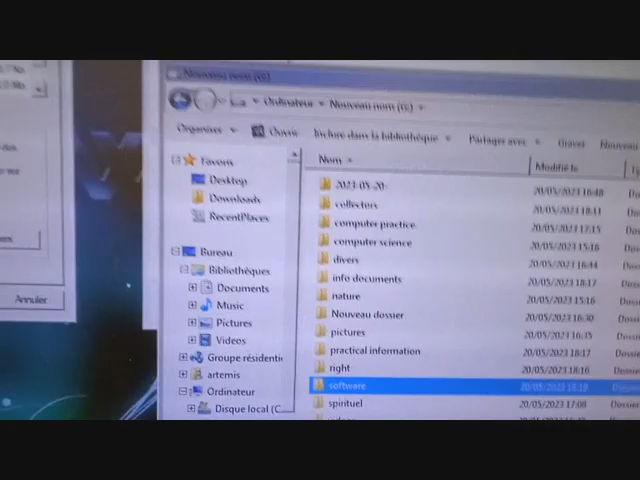 Nouveau nom (G:)
Ordinateur Nouveau nom (G:)
Organiser Ouvrir Inclure dans la bibliothèque Partager avec Graver Nouveau
Nom Modifié le
Favoris
Desktop
Downloads
RecentPlaces
Bureau
Bibliothèques
Documents
Music
Pictures
Videos
Groupe résidentie
artemis
Ordinateur
Disque local (C
2023-05-20 20/05/2023 16:48
collectors 20/05/2023 18:11
computer practice 20/05/2023 17:15
computer science 20/05/2023 15:16
divers 20/05/2023 16:44
info documents 20/05/2023 18:17
nature 20/05/2023 15:16
Nouveau dossier 20/05/2023 16:30
pictures 20/05/2023 16:35
practical information 20/05/2023 18:17
right 20/05/2023 18:16
software 20/05/2023 18:18
spirituel 20/05/2023 17:08 Dossier
Annuler